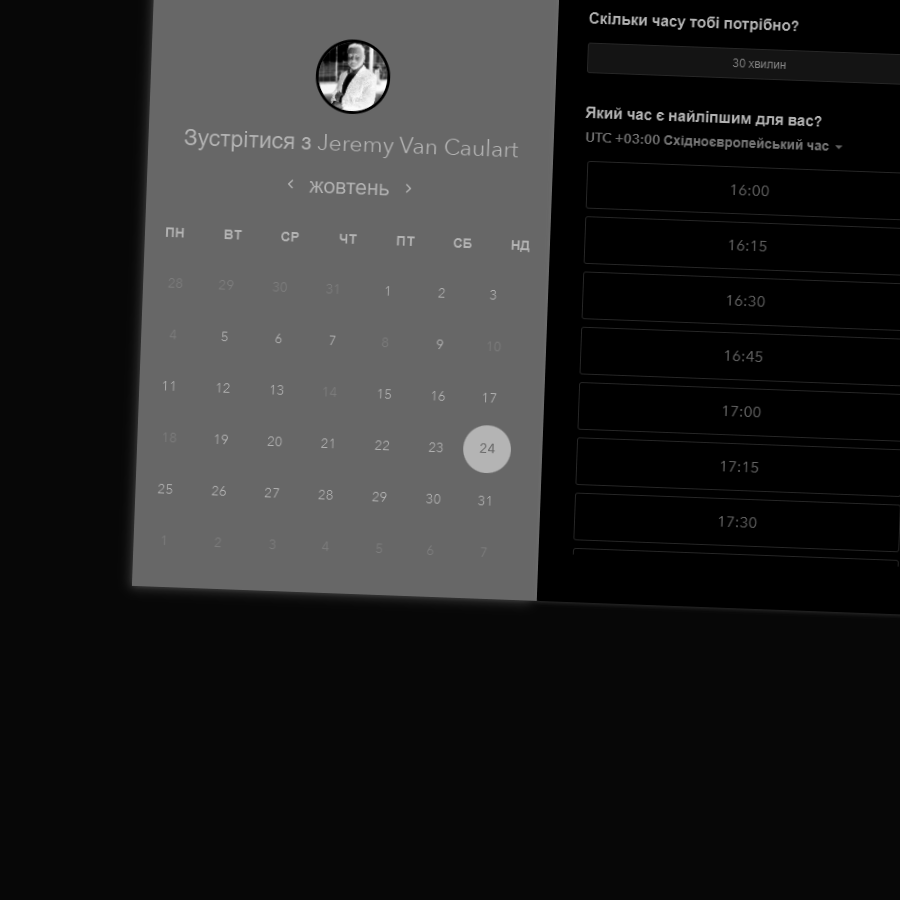 Зустрітися з Jeremy Van Caulart
‹ жовтень ›
ПН ВТ СР ЧТ ПТ СБ НД
28 29 30 31 1 2 3
4 5 6 7 8 9 10
11 12 13 14 15 16 17
18 19 20 21 22 23 24
25 26 27 28 29 30 31
1 2 3 4 5 6 7
Скільки часу тобі потрібно?
30 хвилин
Який час є найліпшим для вас?
UTC +03:00 Східноєвропейський час
16:00
16:15
16:30
16:45
17:00
17:15
17:30